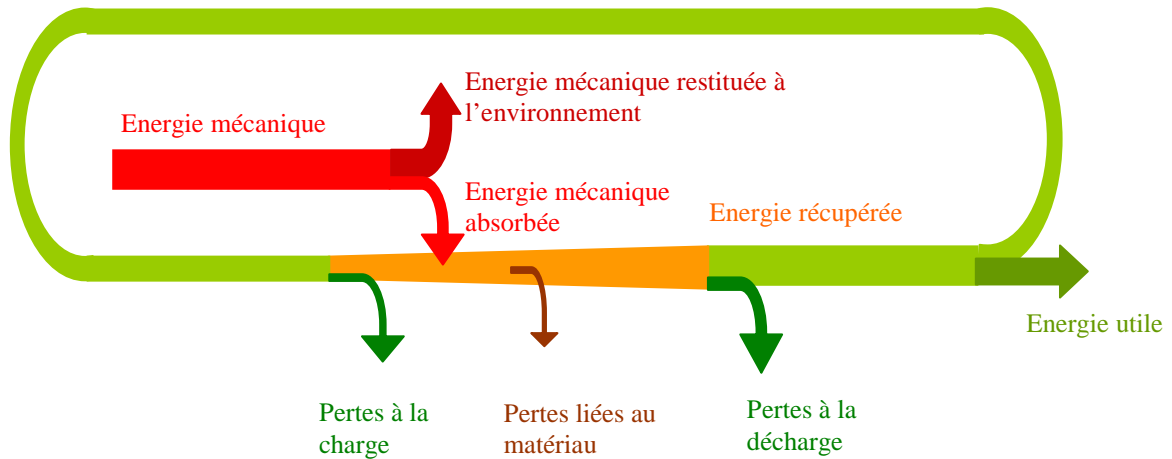 Energie mécanique restituée à
l'environnement
Energie mécanique
Energie mécanique
absorbée
Energie récupérée
Energie utile
Pertes à la
charge
Pertes liées au
matériau
Pertes à la
décharge